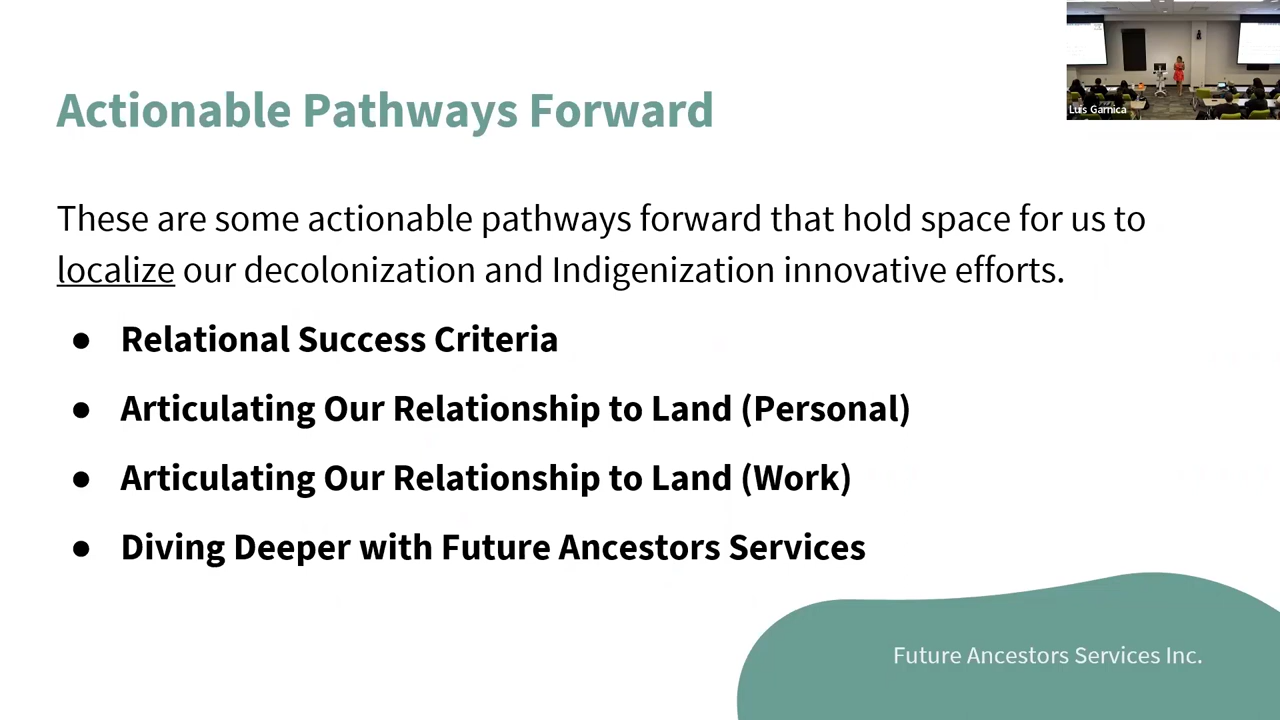 Luis Garnica
Actionable Pathways Forward
These are some actionable pathways forward that hold space for us to
localize our decolonization and Indigenization innovative efforts.
● Relational Success Criteria
● Articulating Our Relationship to Land (Personal)
● Articulating Our Relationship to Land (Work)
● Diving Deeper with Future Ancestors Services
Future Ancestors Services Inc.